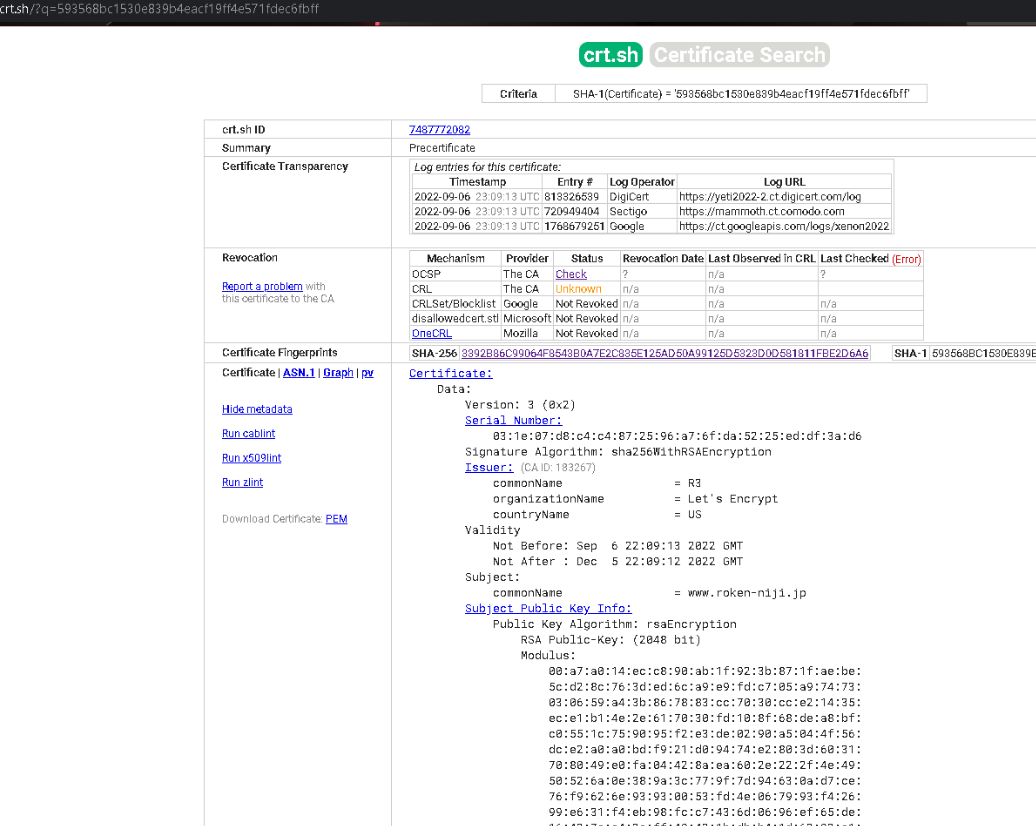 crt.sh/?q=593568bc1530e839b4eacf19ff4e571fdec6fbff
crt.sh Certificate Search
Criteria SHA-1(Certificate) = '593568bc1530e839b4eacf19ff4e571fdec6fbff'
crt.sh ID 7487772082
Summary Precertificate
Certificate Transparency Log entries for this certificate:
Timestamp Entry # Log Operator Log URL
2022-09-06 23:09:13 UTC 813326539 DigiCert https://yeti2022-2.ct.digicert.com/log
2022-09-06 23:09:13 UTC 720949404 Sectigo https://mammoth.ct.comodo.com
2022-09-06 23:09:13 UTC 1768679251 Google https://ct.googleapis.com/logs/xenon2022
Revocation Mechanism Provider Status Revocation Date Last Observed in CRL Last Checked (Error)
OCSP The CA Check ? n/a ?
Report a problem with CRL The CA Unknown n/a n/a
this certificate to the CA CRLSet/Blocklist Google Not Revoked n/a n/a n/a
disallowedcert.stl Microsoft Not Revoked n/a n/a n/a
OneCRL Mozilla Not Revoked n/a n/a n/a
Certificate Fingerprints SHA-256 3392B86C99064F8543B0A7E2C835E125AD50A99125D5323D0D581811FBE2D6A6 SHA-1 593568BC1530E839E
Certificate | ASN.1 | Graph | pv Certificate:
Data:
Version: 3 (0x2)
Hide metadata Serial Number:
Run cablint 03:1e:07:d8:c4:c4:87:25:96:a7:6f:da:52:25:ed:df:3a:d6
Signature Algorithm: sha256WithRSAEncryption
Run x509lint Issuer: (CA ID: 183267)
Run zlint commonName = R3
organizationName = Let's Encrypt
Download Certificate: PEM countryName = US
Validity
Not Before: Sep 6 22:09:13 2022 GMT
Not After : Dec 5 22:09:12 2022 GMT
Subject:
commonName = www.roken-niji.jp
Subject Public Key Info:
Public Key Algorithm: rsaEncryption
RSA Public-Key: (2048 bit)
Modulus:
00:a7:a0:14:ec:c8:90:ab:1f:92:3b:87:1f:ae:be:
5c:d2:8c:76:3d:ed:6c:a9:e9:fd:c7:05:a9:74:73:
03:06:59:a4:3b:86:78:83:cc:70:30:cc:e2:14:35:
ec:e1:b1:4e:2e:61:70:30:fd:10:8f:68:de:a8:bf:
c0:55:1c:75:90:95:f2:e3:de:02:90:a5:04:4f:56:
dc:e2:a0:a0:bd:f9:21:d0:94:74:e2:80:3d:60:31:
70:80:49:e0:fa:04:42:8a:ea:60:2e:22:2f:4e:49:
50:52:6a:0e:38:9a:3c:77:9f:7d:94:63:0a:d7:ce:
76:f9:62:6e:93:93:00:53:fd:4e:06:79:93:f4:26:
99:e6:31:f4:eb:98:fc:c7:43:6d:06:96:ef:65:de: